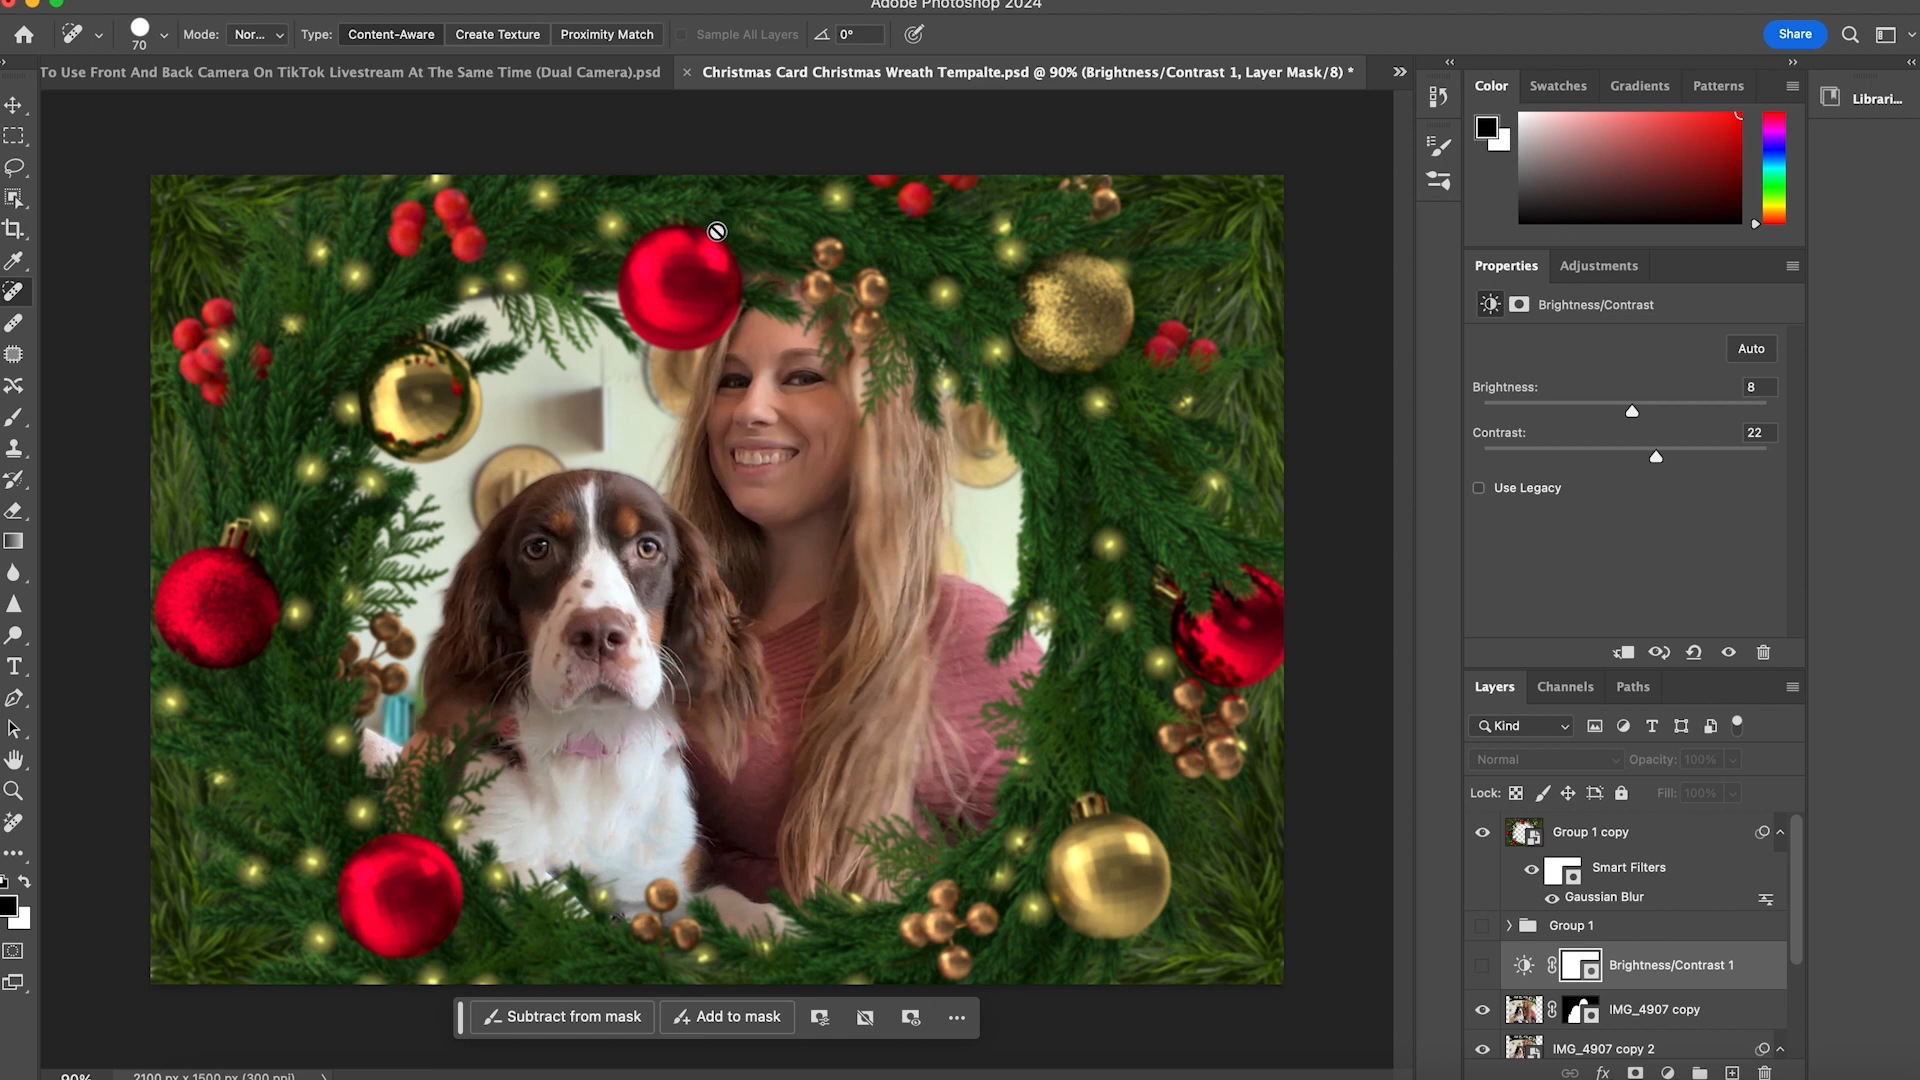 Adobe Photoshop 2024
70
Mode: Nor... Type: Content-Aware Create Texture Proximity Match Sample All Layers 0° Share
To Use Front And Back Camera On TikTok Livestream At The Same Time (Dual Camera).psd
× Christmas Card Christmas Wreath Tempalte.psd @ 90% (Brightness/Contrast 1, Layer Mask/8) *
Color Swatches Gradients Patterns
Librari...
Properties Adjustments
Brightness/Contrast
Auto
Brightness: 8
Contrast: 22
Use Legacy
Layers Channels Paths
Kind
Normal Opacity: 100%
Lock: Fill: 100%
Group 1 copy
Smart Filters
Gaussian Blur
Group 1
Brightness/Contrast 1
IMG_4907 copy
IMG_4907 copy 2
fx
Subtract from mask Add to mask
90% 2100 px x 1500 px (300 ppi)